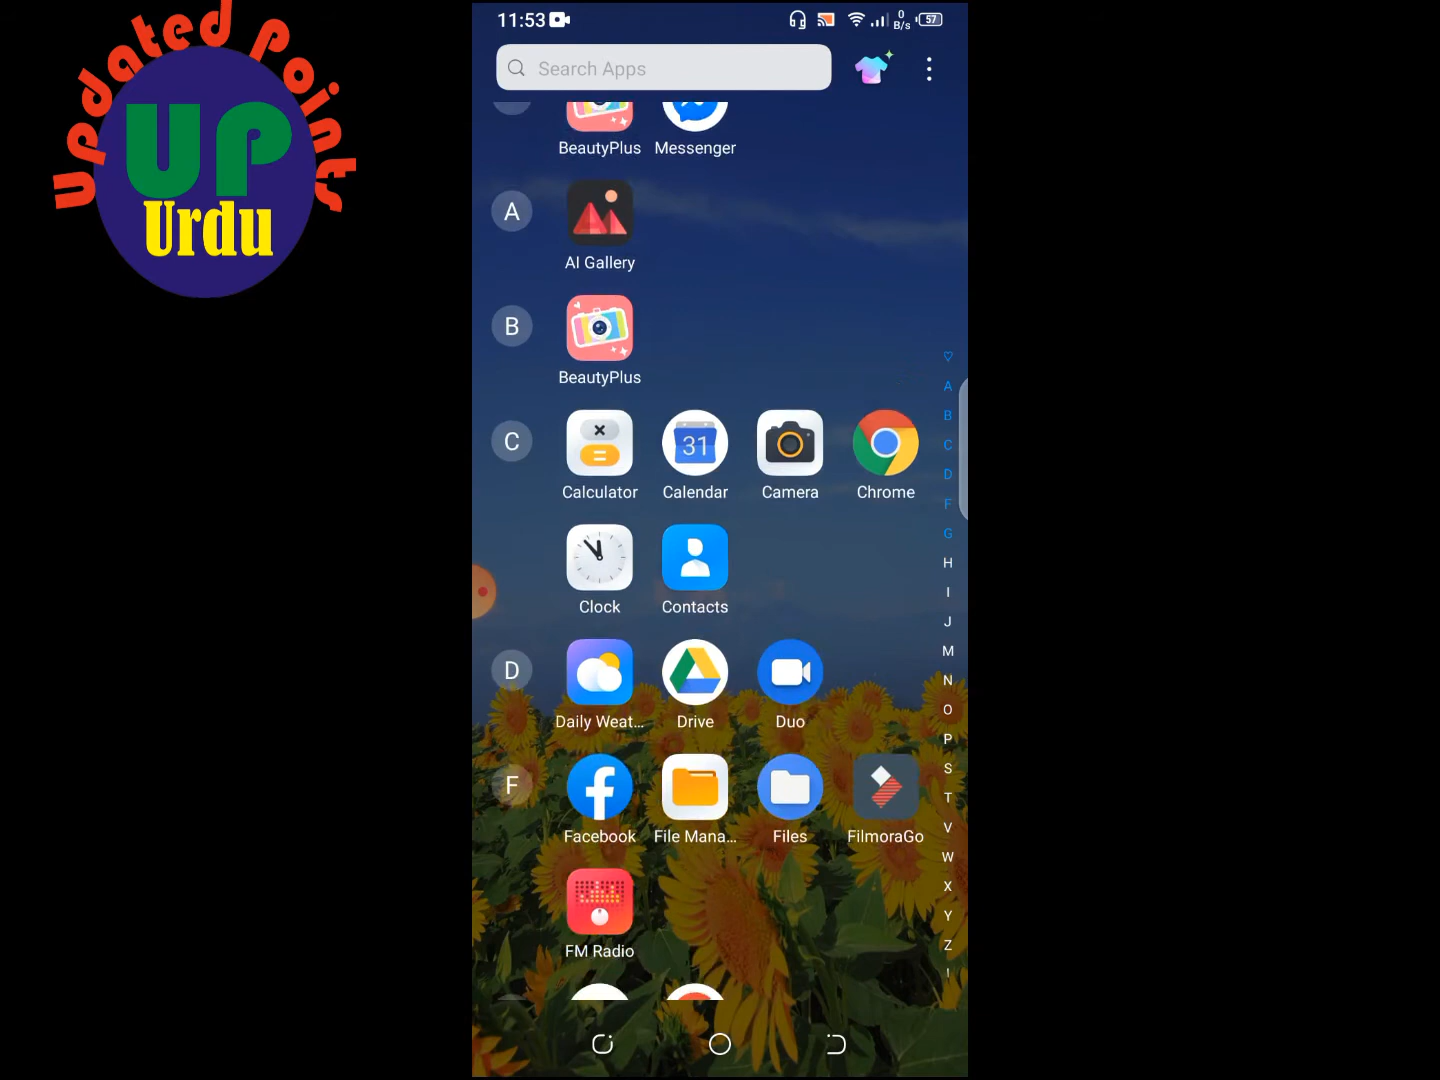 Updated Points
UP
Urdu
11:53
0
B/s
57
Search Apps
BeautyPlus Messenger
A
AI Gallery
B
BeautyPlus
C
31
Calculator Calendar Camera Chrome
Clock Contacts
D
Daily Weat... Drive Duo
F
Facebook File Mana... Files FilmoraGo
FM Radio
A
B
C
D
F
G
H
I
J
M
N
O
P
S
T
V
W
X
Y
Z
!